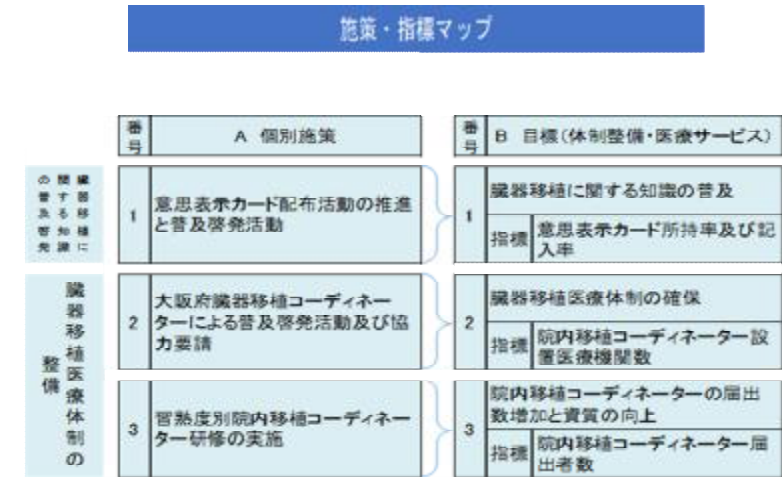 施策・指標マップ
番号
A 個別施策
番号
B 目標(体制整備・医療サービス)
臓器移植に
関する知識
の普及啓発
1
意思表示カード配布活動の推進
と普及啓発活動
1
臓器移植に関する知識の普及
指標
意思表示カード所持率及び記
入率
臓器移植医療体制の
整備
2
大阪府臓器移植コーディネー
ターによる普及啓発活動及び協
力要請
2
臓器移植医療体制の確保
指標
院内移植コーディネーター設
置医療機関数
3
習熟度別院内移植コーディネー
ター研修の実施
3
院内移植コーディネーターの届出
数増加と資質の向上
指標
院内移植コーディネーター届
出者数